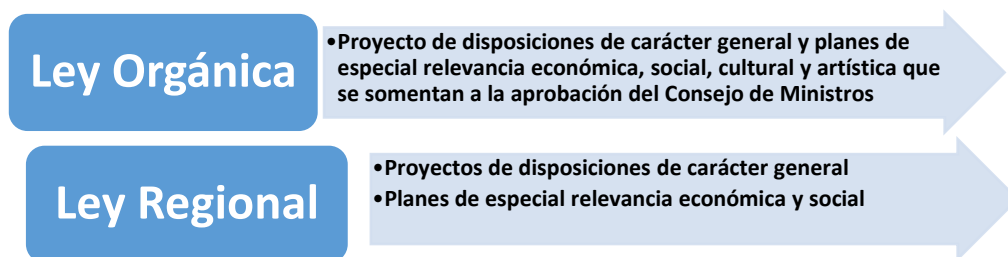 Ley Orgánica
•Proyecto de disposiciones de carácter general y planes de
especial relevancia económica, social, cultural y artística que
se somentan a la aprobación del Consejo de Ministros
Ley Regional
•Proyectos de disposiciones de carácter general
•Planes de especial relevancia económica y social